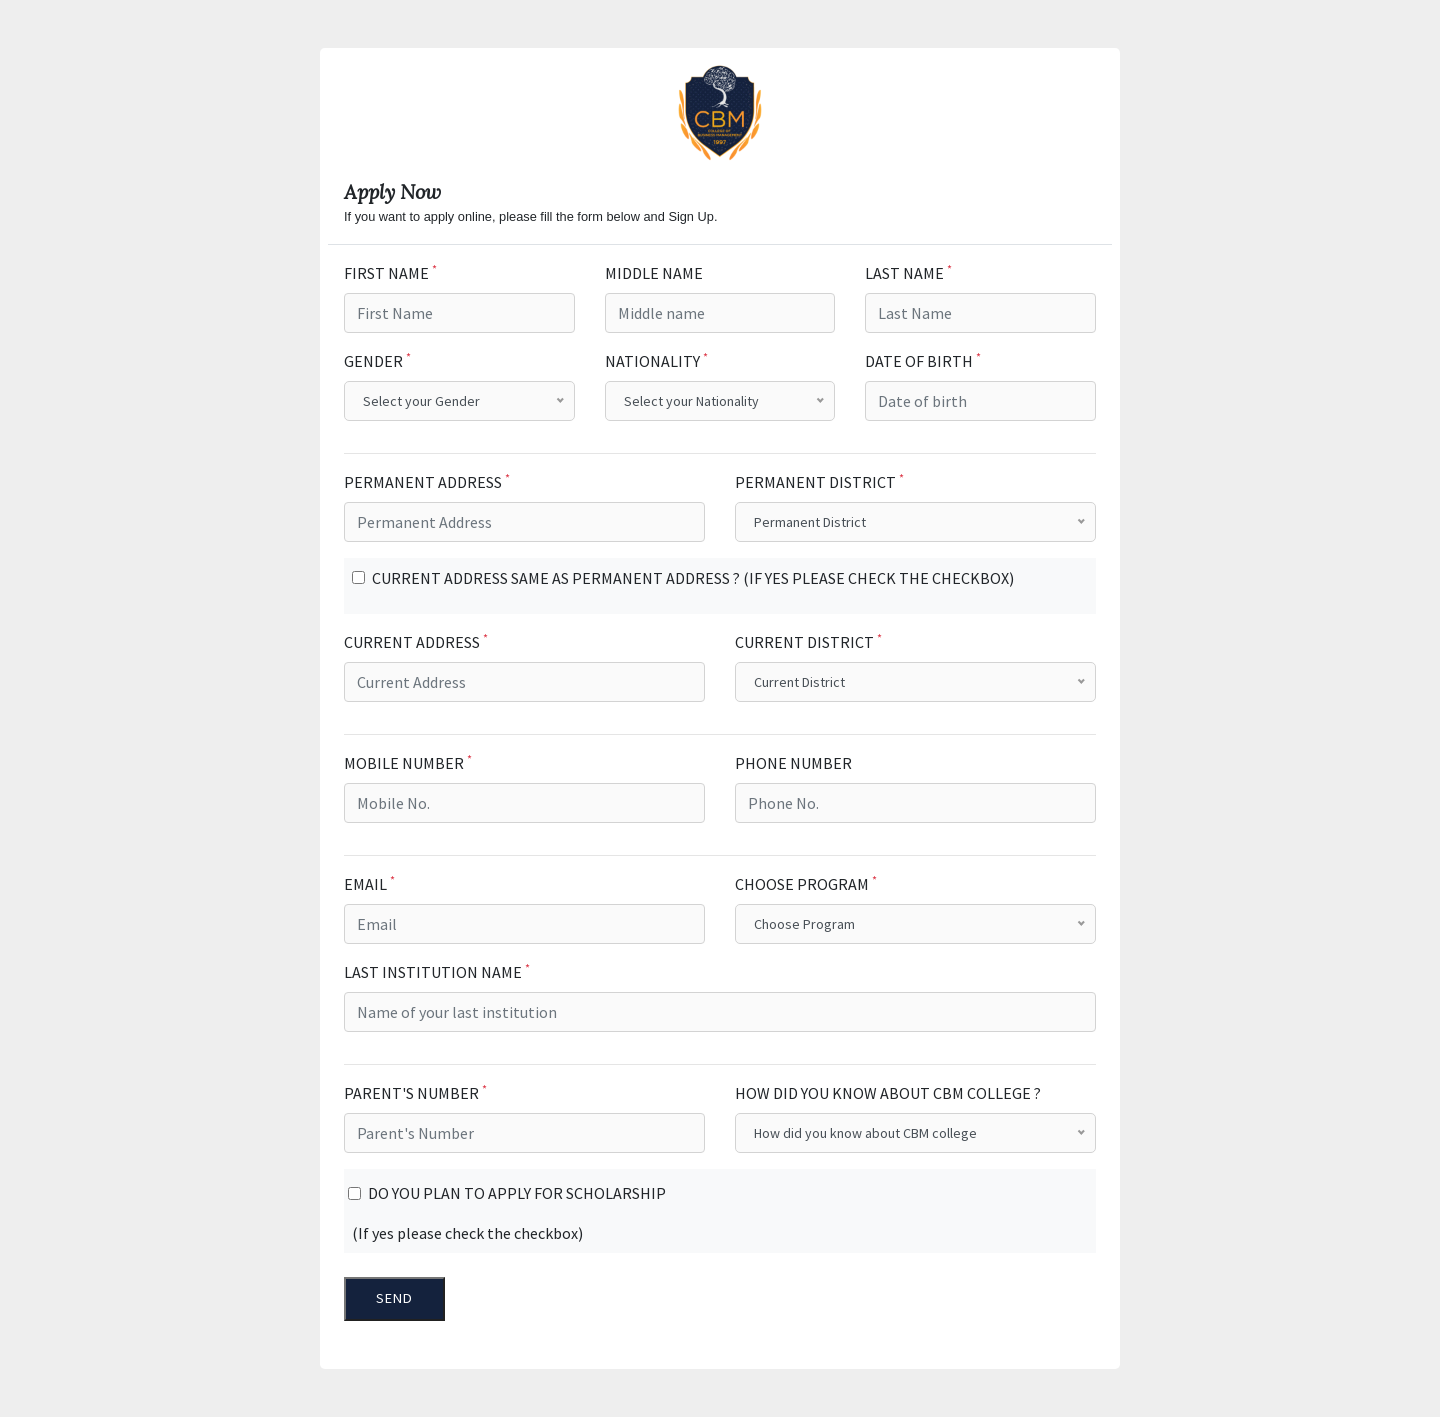 CBM
COLLEGE OF
BUSINESS MANAGEMENT
1997
Apply Now
If you want to apply online, please fill the form below and Sign Up.
FIRST NAME * MIDDLE NAME LAST NAME *
First Name Middle name Last Name
GENDER * NATIONALITY * DATE OF BIRTH *
Select your Gender Select your Nationality Date of birth
PERMANENT ADDRESS * PERMANENT DISTRICT *
Permanent Address Permanent District
CURRENT ADDRESS SAME AS PERMANENT ADDRESS ? (IF YES PLEASE CHECK THE CHECKBOX)
CURRENT ADDRESS * CURRENT DISTRICT *
Current Address Current District
MOBILE NUMBER * PHONE NUMBER
Mobile No. Phone No.
EMAIL * CHOOSE PROGRAM *
Email Choose Program
LAST INSTITUTION NAME *
Name of your last institution
PARENT'S NUMBER * HOW DID YOU KNOW ABOUT CBM COLLEGE ?
Parent's Number How did you know about CBM college
DO YOU PLAN TO APPLY FOR SCHOLARSHIP
(If yes please check the checkbox)
SEND